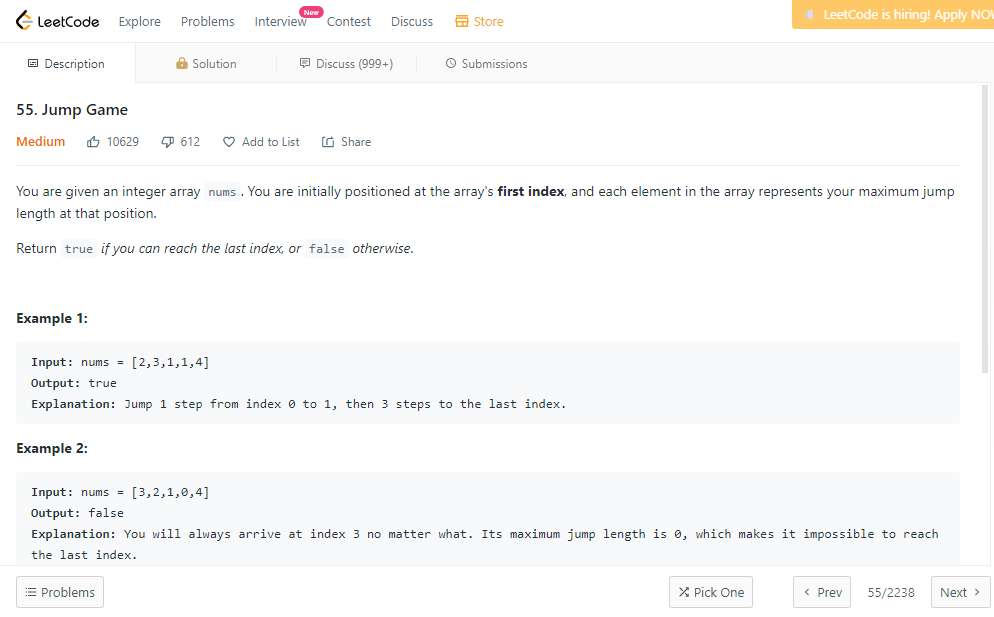 LeetCode Explore Problems Interview New Contest Discuss Store LeetCode is hiring! Apply NOW
Description Solution Discuss (999+) Submissions
55. Jump Game
Medium 10629 612 Add to List Share
You are given an integer array nums. You are initially positioned at the array's first index, and each element in the array represents your maximum jump
length at that position.
Return true if you can reach the last index, or false otherwise.
Example 1:
Input: nums = [2,3,1,1,4]
Output: true
Explanation: Jump 1 step from index 0 to 1, then 3 steps to the last index.
Example 2:
Input: nums = [3,2,1,0,4]
Output: false
Explanation: You will always arrive at index 3 no matter what. Its maximum jump length is 0, which makes it impossible to reach
the last index.
Problems Pick One Prev 55/2238 Next